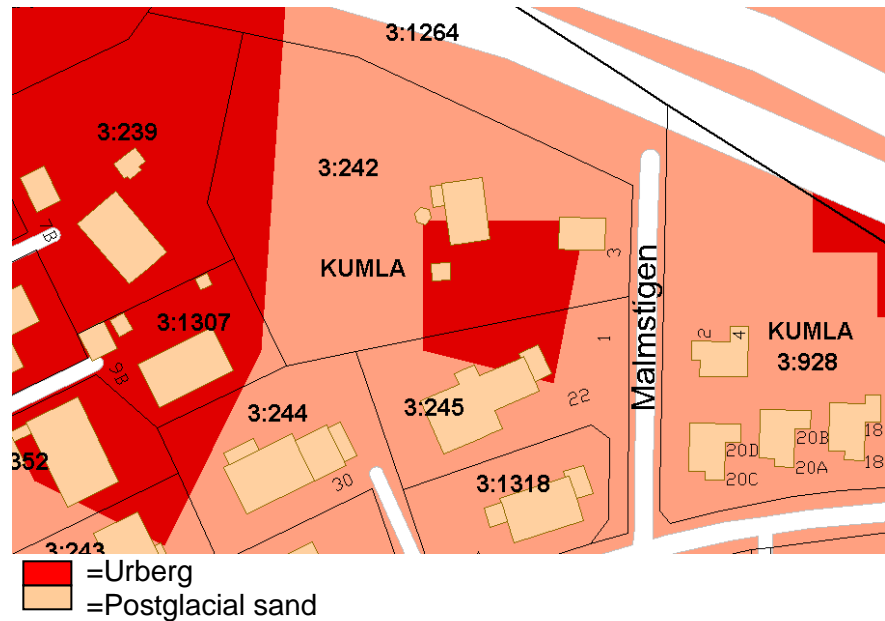 3:1264
3:239
3:242
7B
3
KUMLA
Malmstigen
3:1307
1
2
4
KUMLA
3:928
9B
3:244
3:245
22
352
20D
20B
18
20C
20A
18
30
3:1318
3:243
=Urberg
=Postglacial sand